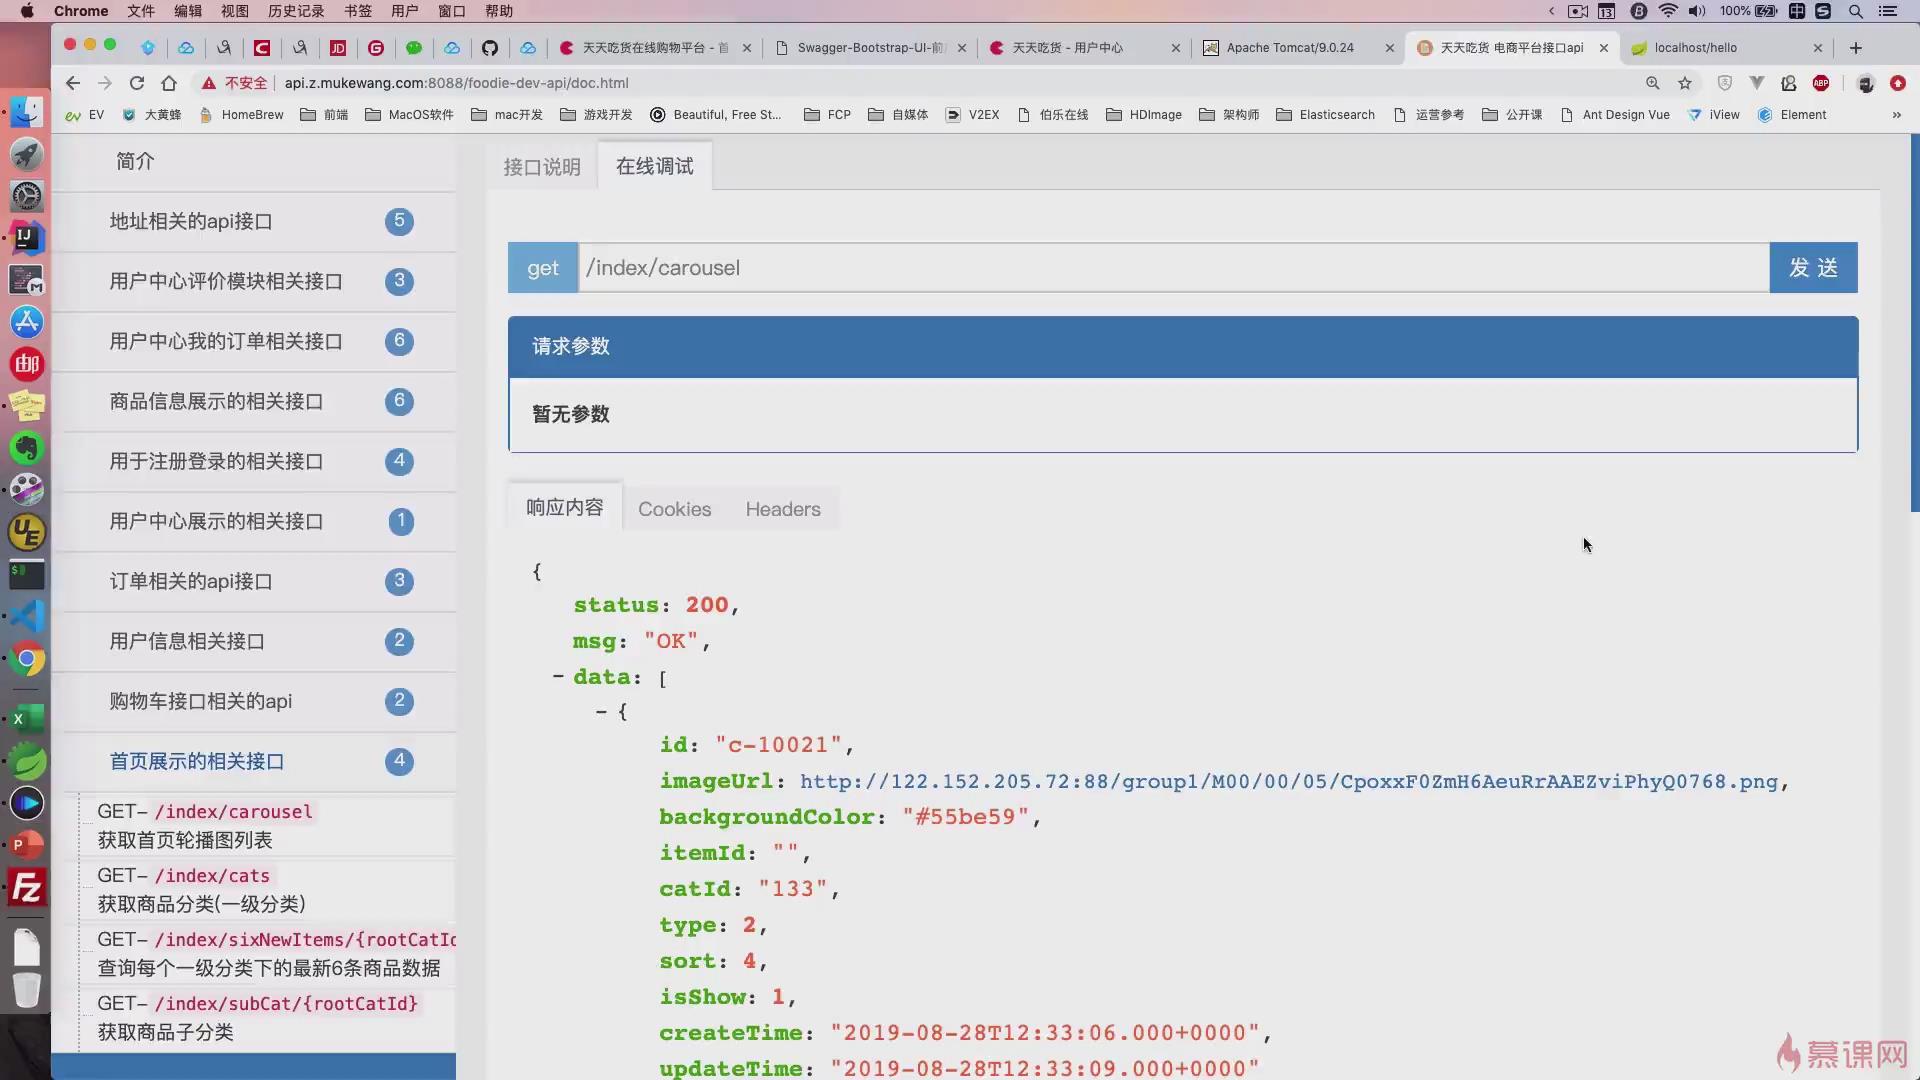 Chrome 文件 编辑 视图 历史记录 书签 用户 窗口 帮助
13 100%
天天吃货在线购物平台 - 首
Swagger-Bootstrap-UI-前
天天吃货 - 用户中心
Apache Tomcat/9.0.24
天天吃货 电商平台接口api
localhost/hello
不安全 api.z.mukewang.com:8088/foodie-dev-api/doc.html
EV 大黄蜂 HomeBrew 前端 MacOS软件 mac开发 游戏开发 Beautiful, Free St... FCP 自媒体 V2EX 伯乐在线 HDImage 架构师 Elasticsearch 运营参考 公开课 Ant Design Vue iView Element
简介
地址相关的api接口 5
用户中心评价模块相关接口 3
用户中心我的订单相关接口 6
商品信息展示的相关接口 6
用于注册登录的相关接口 4
用户中心展示的相关接口 1
订单相关的api接口 3
用户信息相关接口 2
购物车接口相关的api 2
首页展示的相关接口 4
GET- /index/carousel
获取首页轮播图列表
GET- /index/cats
获取商品分类(一级分类)
GET- /index/sixNewItems/{rootCatId
查询每个一级分类下的最新6条商品数据
GET- /index/subCat/{rootCatId}
获取商品子分类
接口说明 在线调试
get /index/carousel 发 送
请求参数
暂无参数
响应内容 Cookies Headers
{
status: 200,
msg: "OK",
- data: [
- {
id: "c-10021",
imageUrl: http://122.152.205.72:88/group1/M00/00/05/CpoxxF0ZmH6AeuRrAAEZviPhyQ0768.png,
backgroundColor: "#55be59",
itemId: "",
catId: "133",
type: 2,
sort: 4,
isShow: 1,
createTime: "2019-08-28T12:33:06.000+0000",
updateTime: "2019-08-28T12:33:09.000+0000"
慕课网